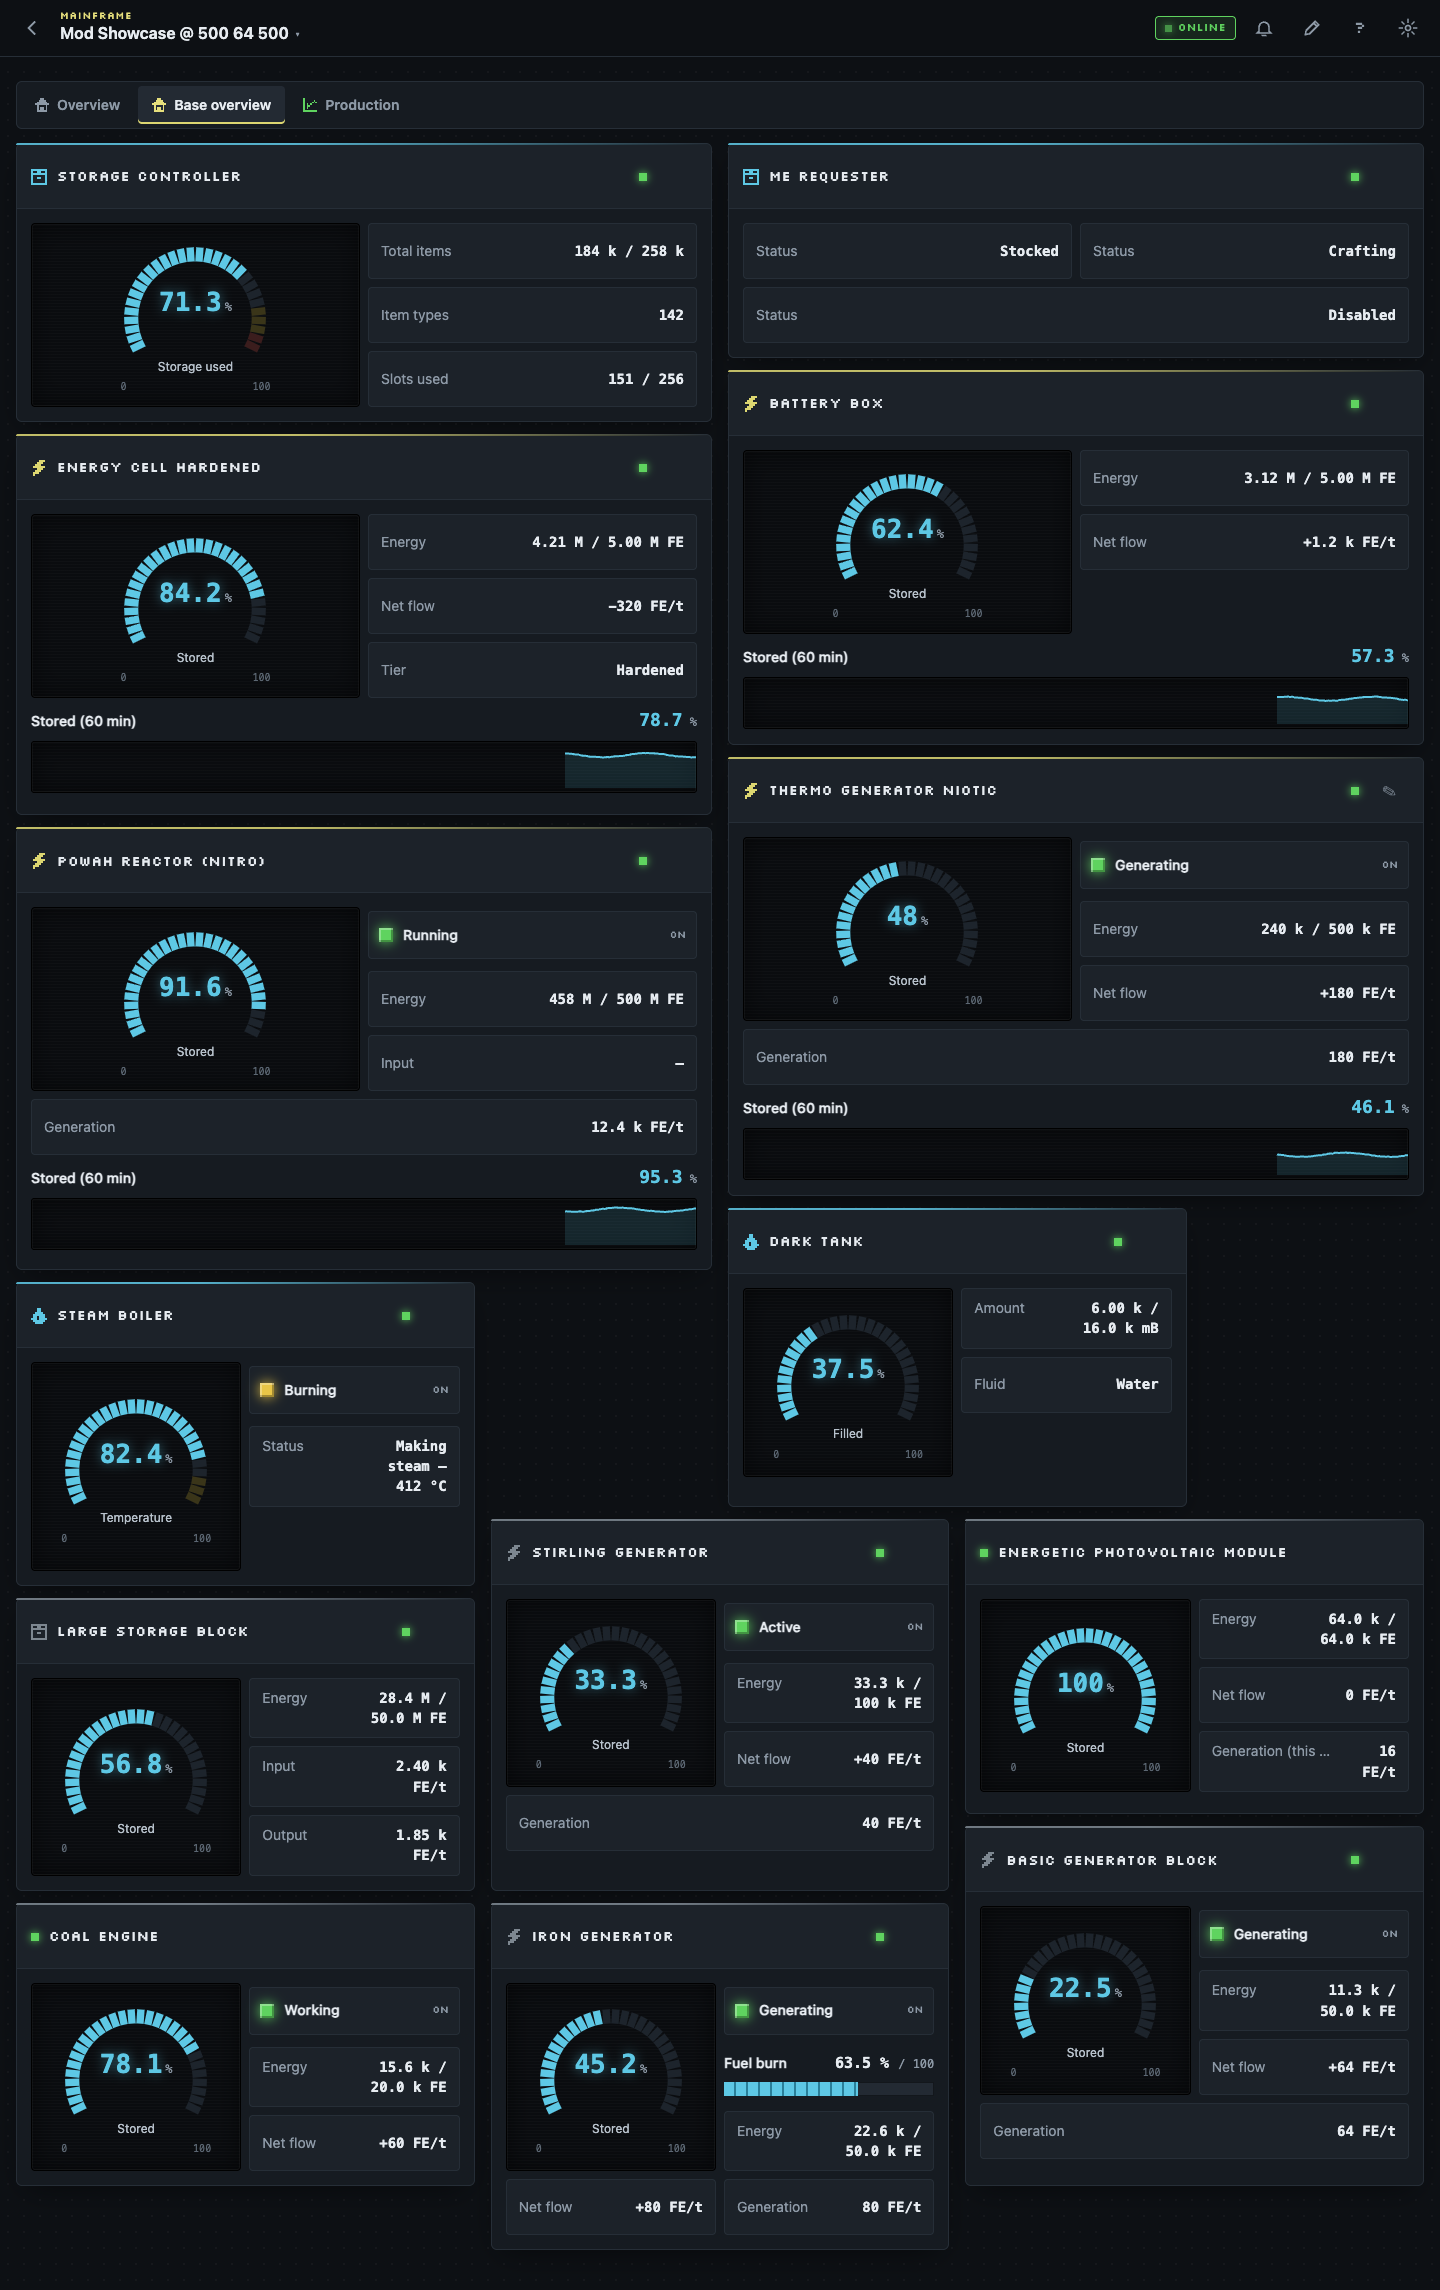 MAINFRAME
Mod Showcase @ 500 64 500
ONLINE
?
Overview
Base overview
Production
STORAGE CONTROLLER
71.3 %
Storage used
0 100
Total items 184 k / 258 k
Item types 142
Slots used 151 / 256
ME REQUESTER
Status Stocked
Status Crafting
Status Disabled
ENERGY CELL HARDENED
84.2 %
Stored
0 100
Energy 4.21 M / 5.00 M FE
Net flow −320 FE/t
Tier Hardened
Stored (60 min) 78.7 %
BATTERY BOX
62.4 %
Stored
0 100
Energy 3.12 M / 5.00 M FE
Net flow +1.2 k FE/t
Stored (60 min) 57.3 %
POWAH REACTOR (NITRO)
91.6 %
Stored
0 100
Running ON
Energy 458 M / 500 M FE
Input —
Generation 12.4 k FE/t
Stored (60 min) 95.3 %
THERMO GENERATOR NIOTIC
48 %
Stored
0 100
Generating ON
Energy 240 k / 500 k FE
Net flow +180 FE/t
Generation 180 FE/t
Stored (60 min) 46.1 %
DARK TANK
37.5 %
Filled
0 100
Amount 6.00 k /
16.0 k mB
Fluid Water
STEAM BOILER
82.4 %
Temperature
0 100
Burning ON
Status Making
steam —
412 °C
STIRLING GENERATOR
33.3 %
Stored
0 100
Active ON
Energy 33.3 k /
100 k FE
Net flow +40 FE/t
Generation 40 FE/t
ENERGETIC PHOTOVOLTAIC MODULE
100 %
Stored
0 100
Energy 64.0 k /
64.0 k FE
Net flow 0 FE/t
Generation (this ... 16
FE/t
LARGE STORAGE BLOCK
56.8 %
Stored
0 100
Energy 28.4 M /
50.0 M FE
Input 2.40 k
FE/t
Output 1.85 k
FE/t
BASIC GENERATOR BLOCK
22.5 %
Stored
0 100
Generating ON
Energy 11.3 k /
50.0 k FE
Net flow +64 FE/t
Generation 64 FE/t
COAL ENGINE
78.1 %
Stored
0 100
Working ON
Energy 15.6 k /
20.0 k FE
Net flow +60 FE/t
IRON GENERATOR
45.2 %
Stored
0 100
Generating ON
Fuel burn 63.5 % / 100
Energy 22.6 k /
50.0 k FE
Net flow +80 FE/t
Generation 80 FE/t